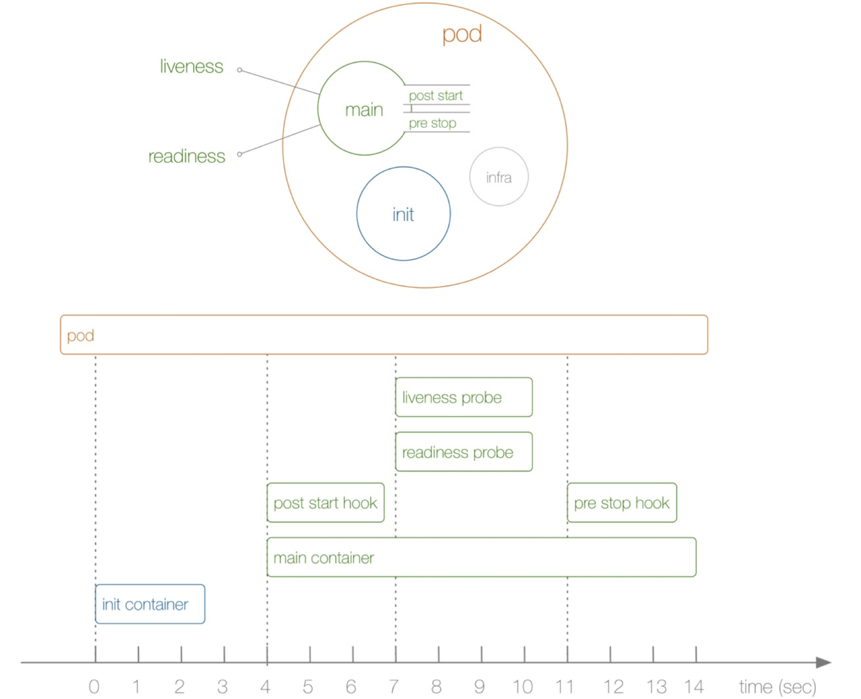 pod
liveness
main
post start
pre stop
readiness
infra
init
pod
liveness probe
readiness probe
post start hook
pre stop hook
main container
init container
0 1 2 3 4 5 6 7 8 9 10 11 12 13 14 time (sec)